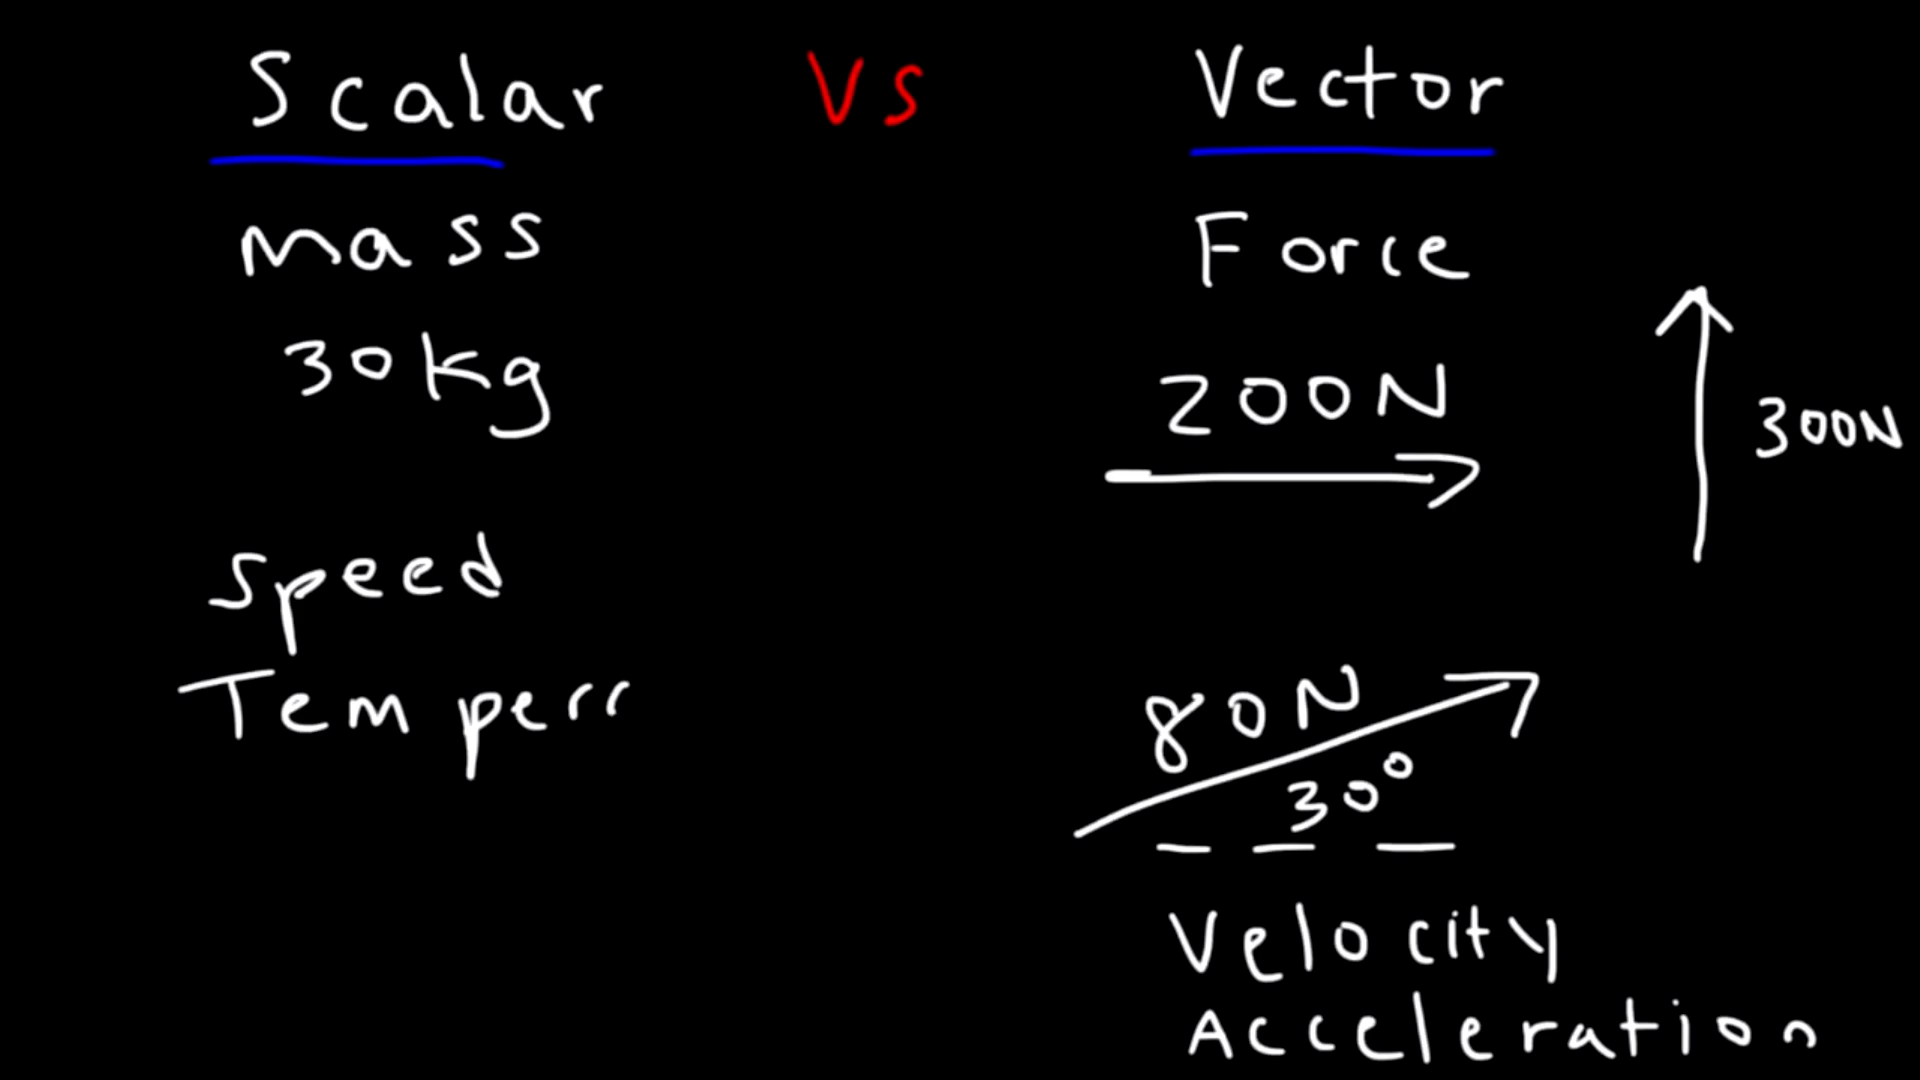 Scalar Vs Vector
mass
30kg
Speed
Temperr
Force
200N
300N
80N
30°
Velocity
Acceleration